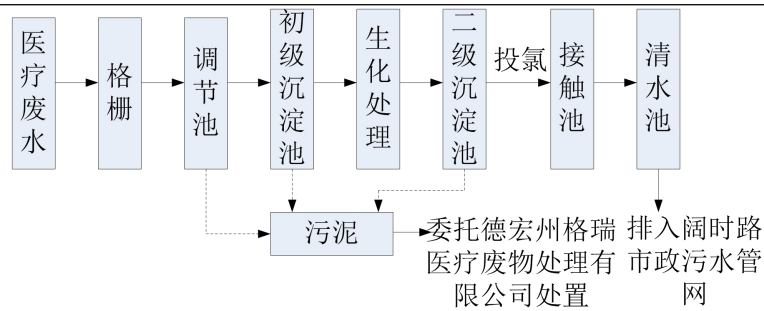 医疗废水
格栅
调节池
初级沉淀池
生化处理
二级沉淀池
投氯
接触池
清水池
污泥
委托德宏州格瑞
医疗废物处理有
限公司处置
排入阔时路
市政污水管
网